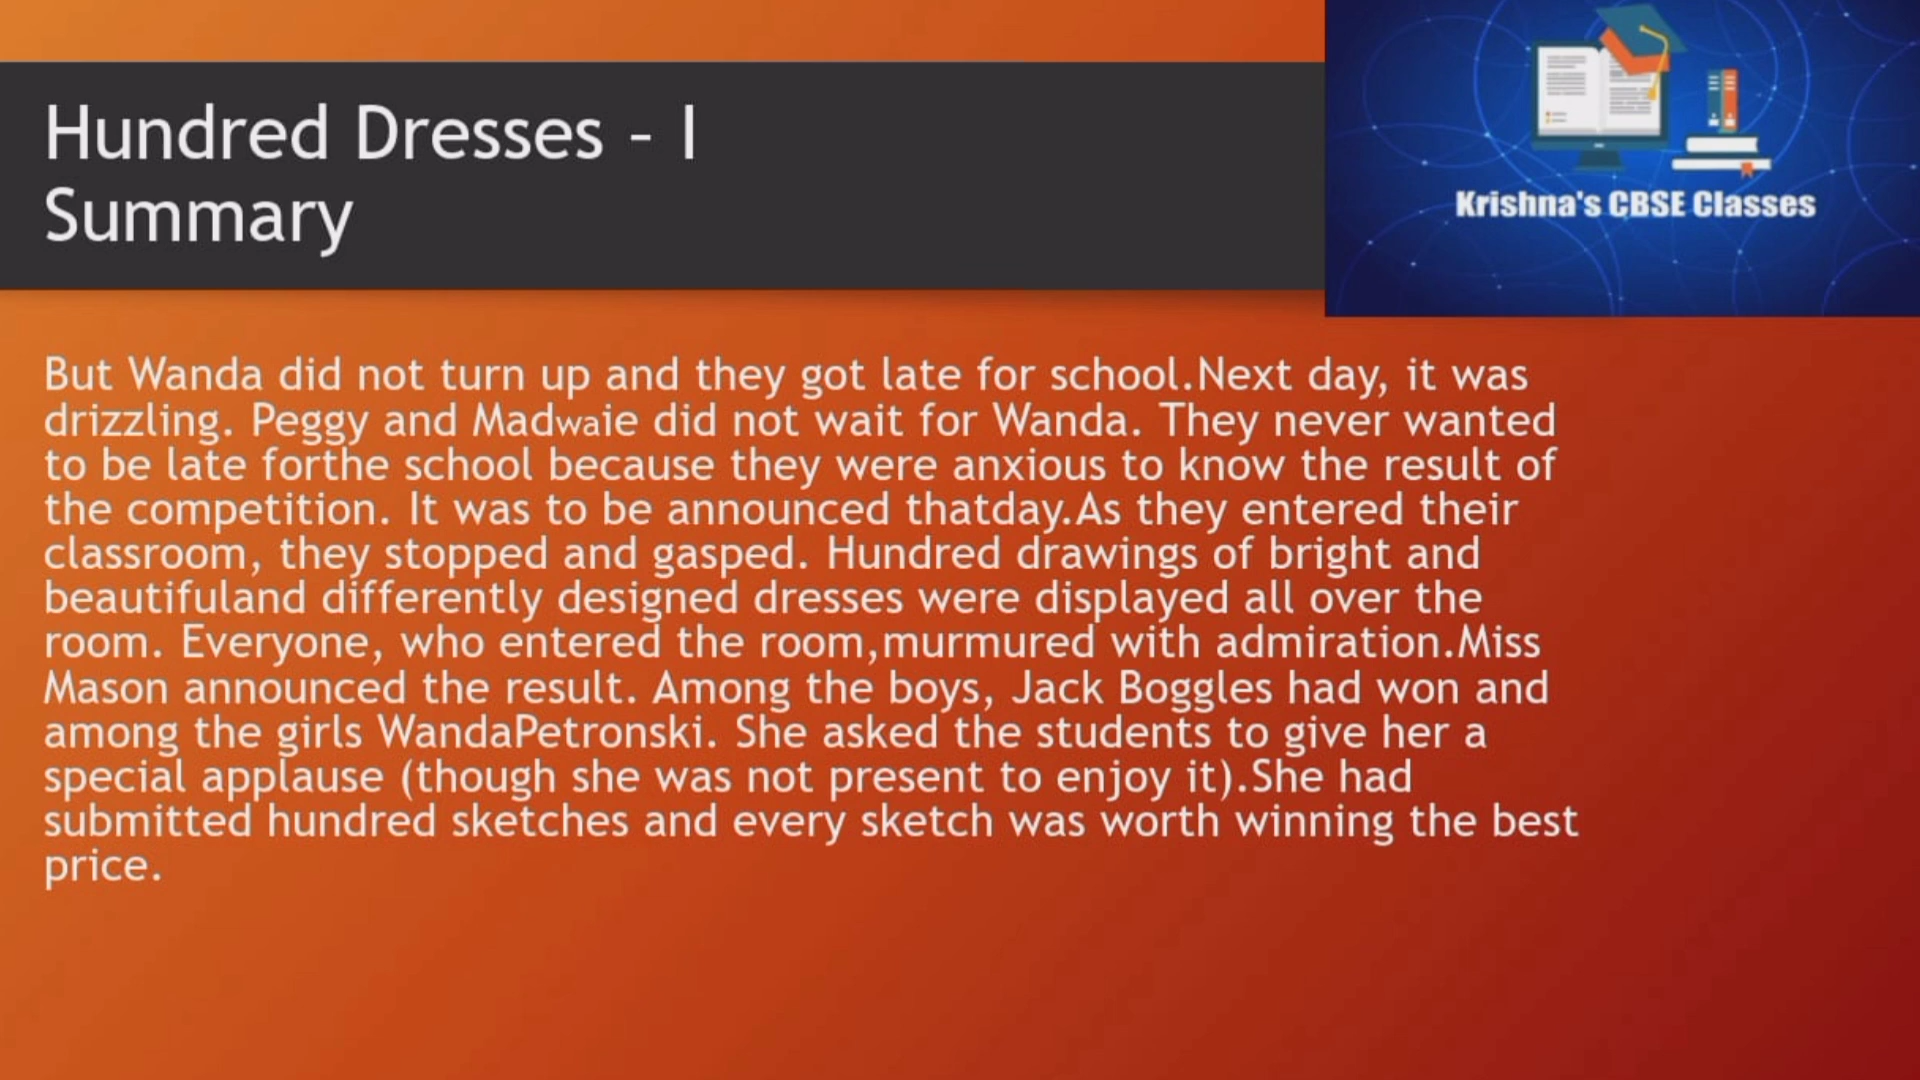 Hundred Dresses - I
Summary
Krishna's CBSE Classes
But Wanda did not turn up and they got late for school.Next day, it was
drizzling. Peggy and Madwaie did not wait for Wanda. They never wanted
to be late forthe school because they were anxious to know the result of
the competition. It was to be announced thatday.As they entered their
classroom, they stopped and gasped. Hundred drawings of bright and
beautifuland differently designed dresses were displayed all over the
room. Everyone, who entered the room,murmured with admiration.Miss
Mason announced the result. Among the boys, Jack Boggles had won and
among the girls WandaPetronski. She asked the students to give her a
special applause (though she was not present to enjoy it).She had
submitted hundred sketches and every sketch was worth winning the best
price.